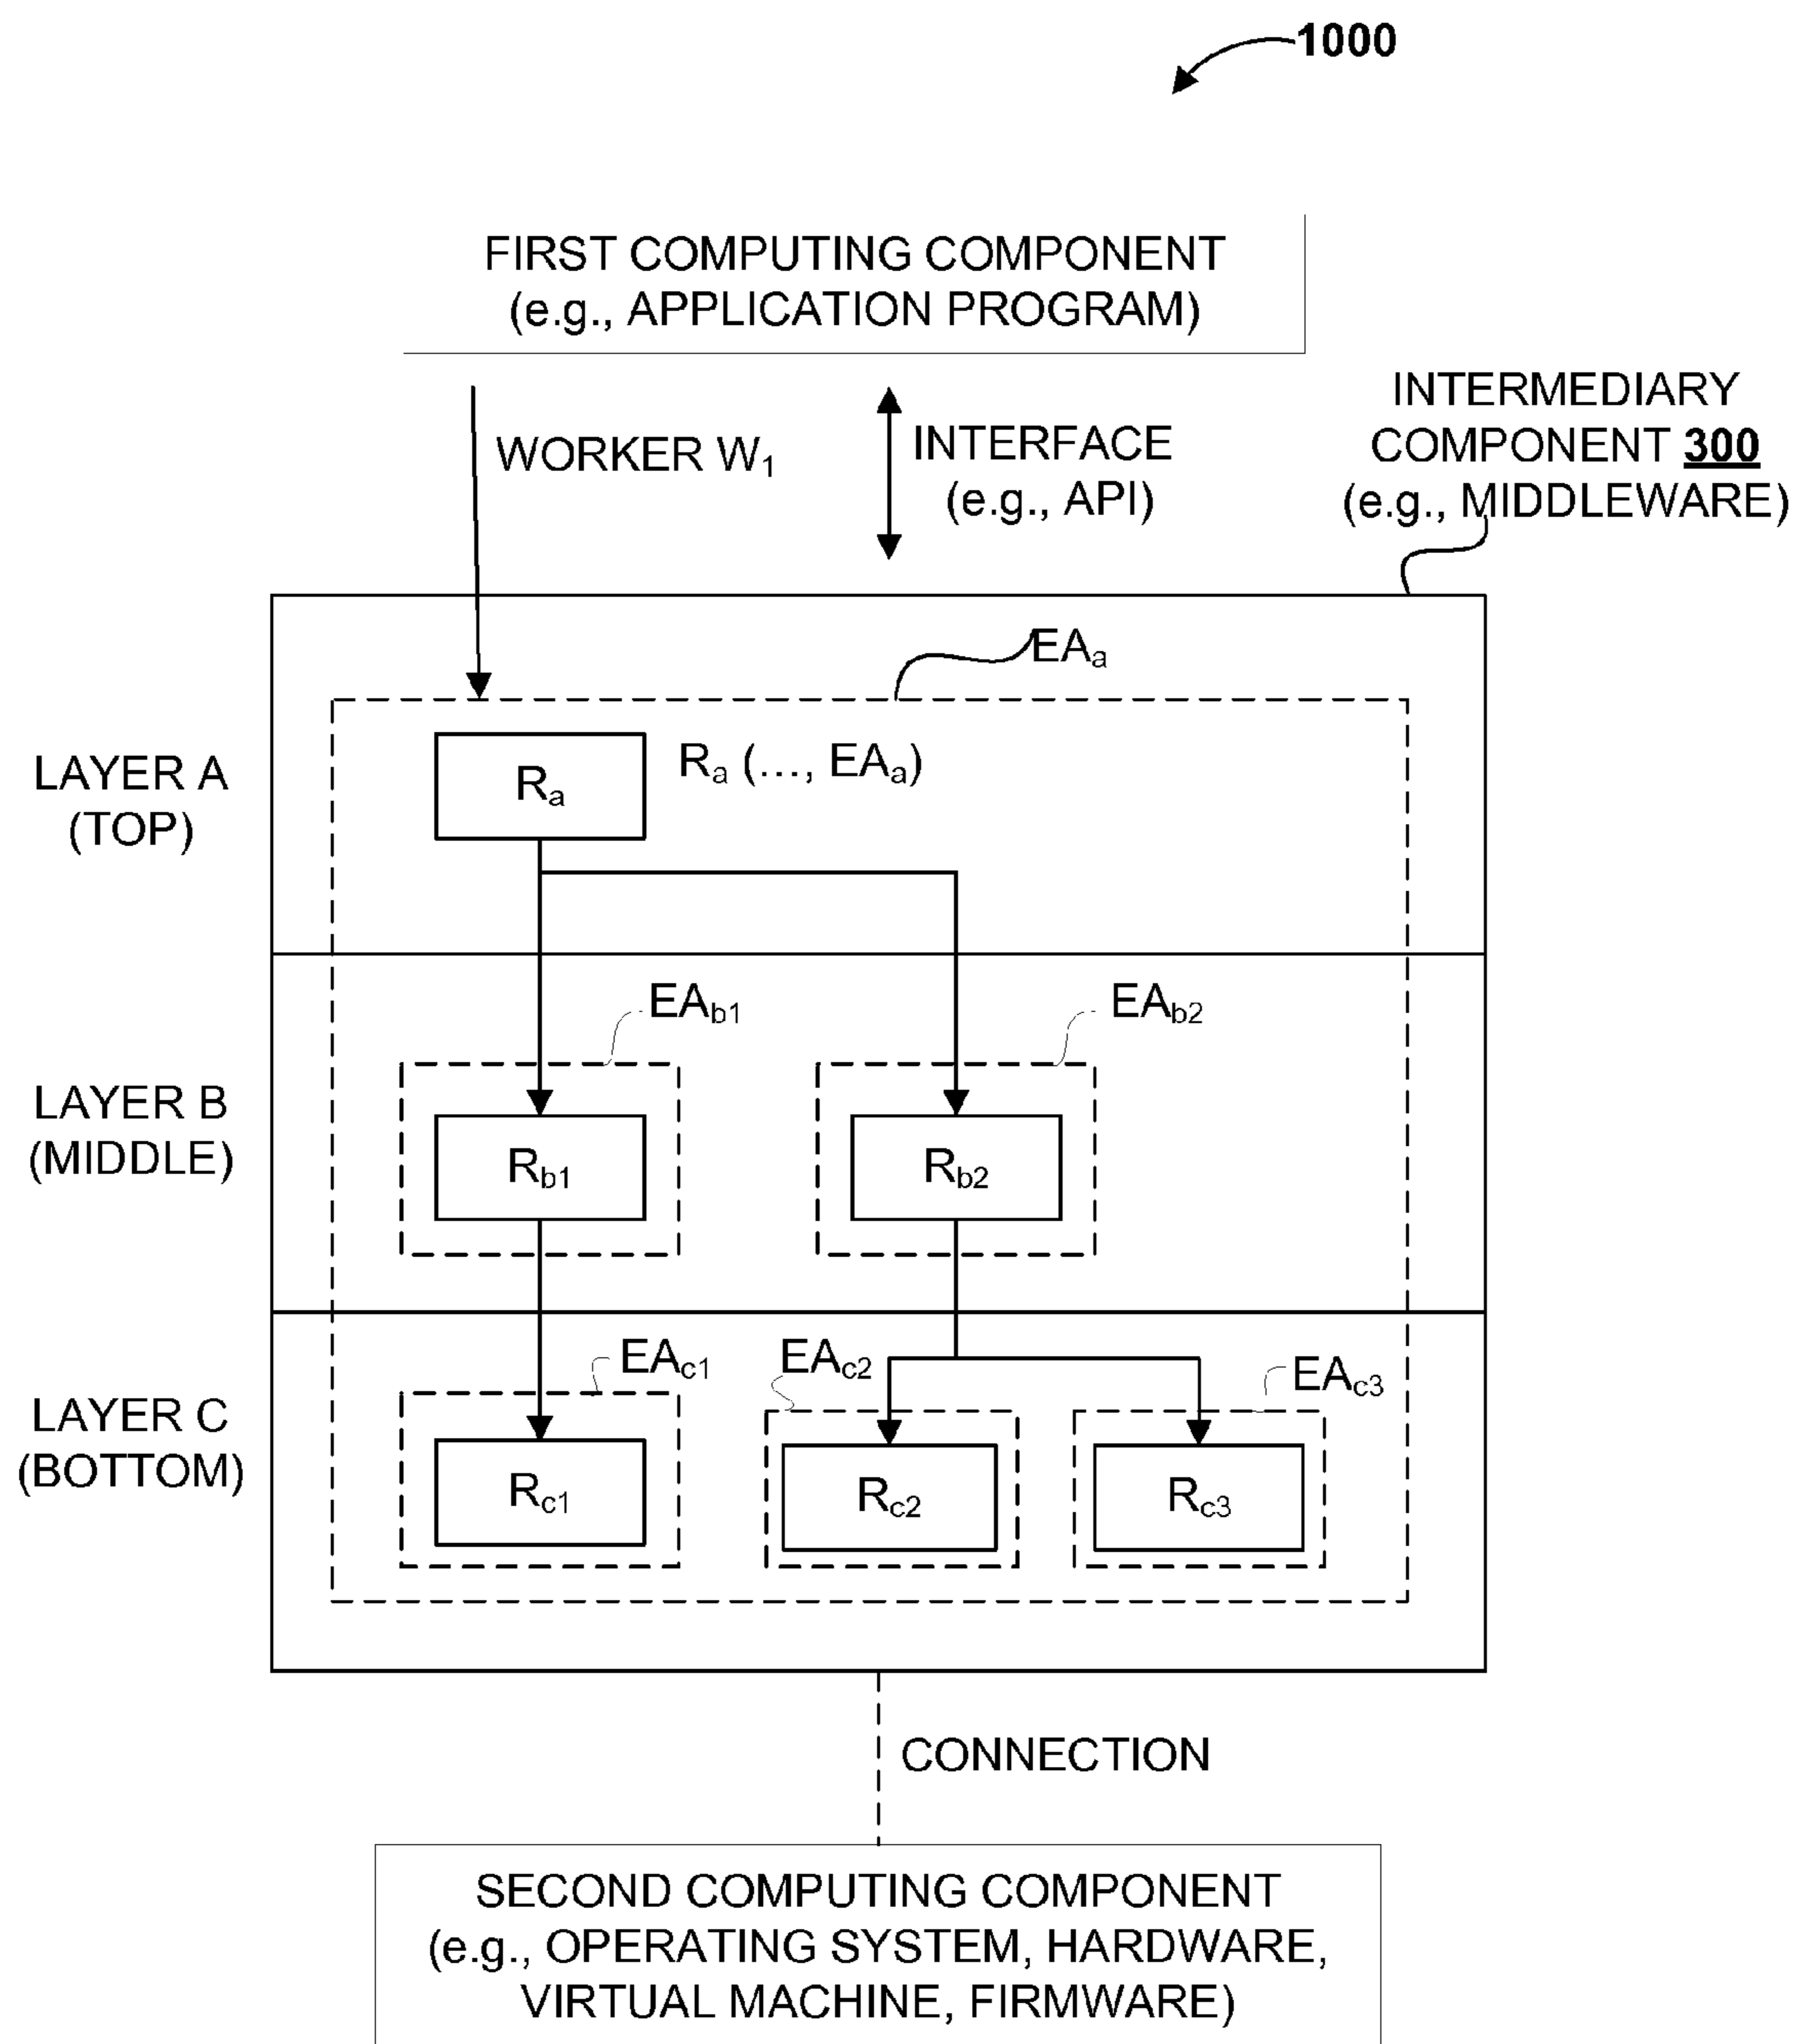 1000
FIRST COMPUTING COMPONENT
(e.g., APPLICATION PROGRAM)
INTERMEDIARY
COMPONENT 300
(e.g., MIDDLEWARE)
WORKER W1
INTERFACE
(e.g., API)
EAa
LAYER A
(TOP)
Ra
Ra (..., EAa)
EAb1
EAb2
LAYER B
(MIDDLE)
Rb1
Rb2
EAc1
EAc2
EAc3
LAYER C
(BOTTOM)
Rc1
Rc2
Rc3
CONNECTION
SECOND COMPUTING COMPONENT
(e.g., OPERATING SYSTEM, HARDWARE,
VIRTUAL MACHINE, FIRMWARE)